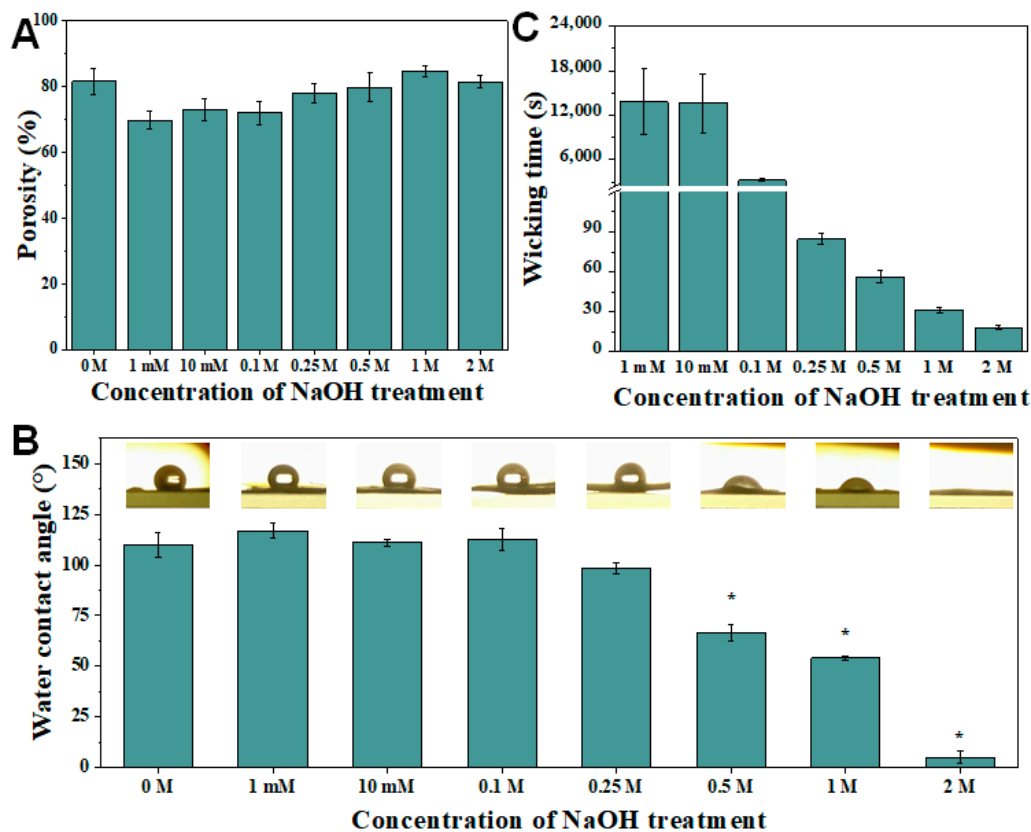 A
Porosity (%)
100
80
60
40
20
0
0 M 1 mM 10 mM 0.1 M 0.25 M 0.5 M 1 M 2 M
Concentration of NaOH treatment
C
Wicking time (s)
24,000
18,000
12,000
6,000
90
60
30
0
1 mM 10 mM 0.1 M 0.25 M 0.5 M 1 M 2 M
Concentration of NaOH treatment
B
Water contact angle (°)
150
125
100
75
50
25
0
*
*
*
0 M 1 mM 10 mM 0.1 M 0.25 M 0.5 M 1 M 2 M
Concentration of NaOH treatment